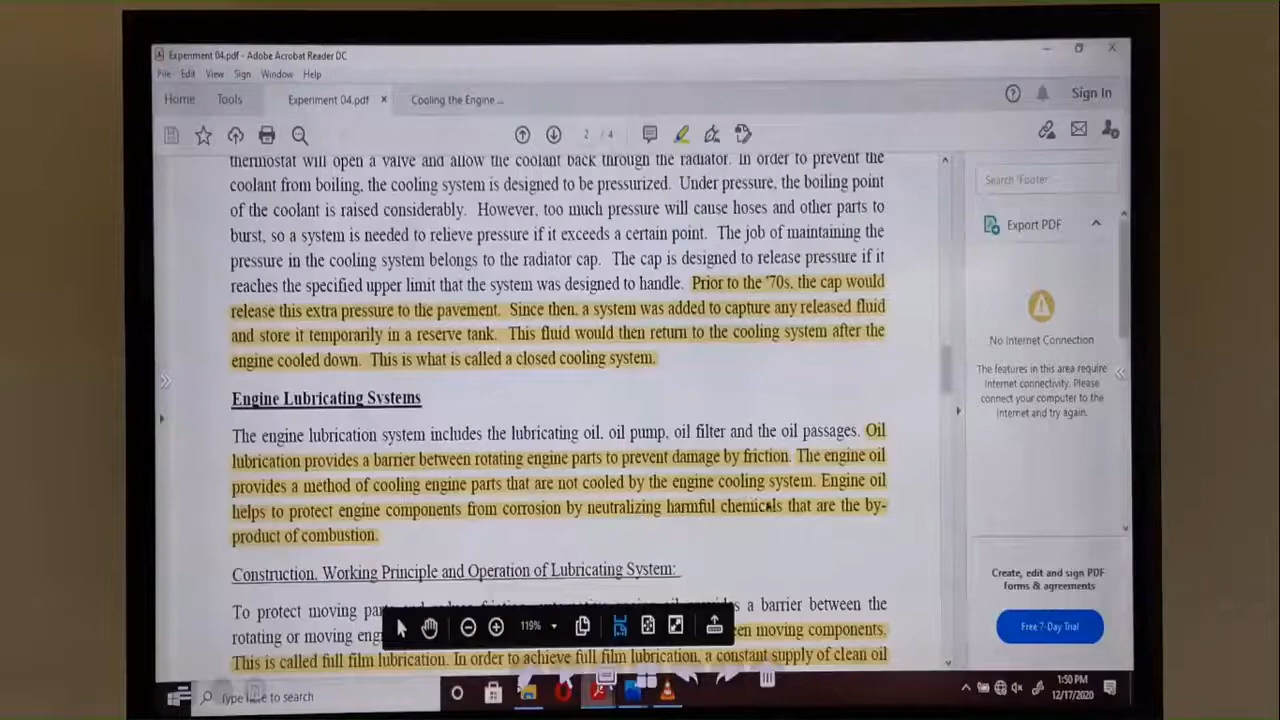 Experiment 04.pdf - Adobe Acrobat Reader DC
File Edit View Sign Window Help
Home Tools Experiment 04.pdf × Cooling the Engine ... Sign In
2 / 4
thermostat will open a valve and allow the coolant back through the radiator. In order to prevent the
coolant from boiling, the cooling system is designed to be pressurized. Under pressure, the boiling point
of the coolant is raised considerably. However, too much pressure will cause hoses and other parts to
burst, so a system is needed to relieve pressure if it exceeds a certain point. The job of maintaining the
pressure in the cooling system belongs to the radiator cap. The cap is designed to release pressure if it
reaches the specified upper limit that the system was designed to handle. Prior to the '70s, the cap would
release this extra pressure to the pavement. Since then, a system was added to capture any released fluid
and store it temporarily in a reserve tank. This fluid would then return to the cooling system after the
engine cooled down. This is what is called a closed cooling system.
Engine Lubricating Systems
The engine lubrication system includes the lubricating oil, oil pump, oil filter and the oil passages. Oil
lubrication provides a barrier between rotating engine parts to prevent damage by friction. The engine oil
provides a method of cooling engine parts that are not cooled by the engine cooling system. Engine oil
helps to protect engine components from corrosion by neutralizing harmful chemicals that are the by-
product of combustion.
Construction, Working Principle and Operation of Lubricating System:
To protect moving a barrier between the
rotating or moving moving components.
This is called full film lubrication. In order to achieve full film lubrication, a constant supply of clean oil
119%
Search 'Footer'
Export PDF
No Internet Connection
The features in this area require
Internet connectivity. Please
connect your computer to the
Internet and try again.
Create, edit and sign PDF
forms & agreements
Free 7-Day Trial
Type here to search
1:50 PM
12/17/2020